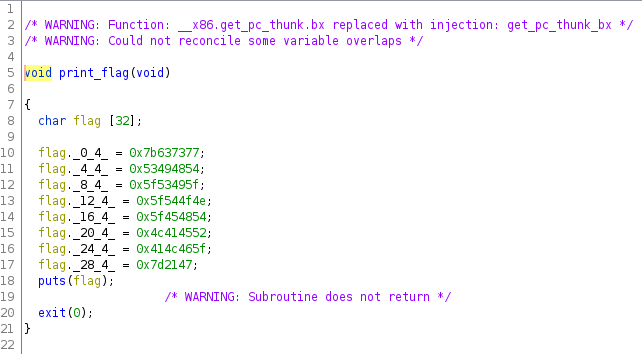 1
2 /* WARNING: Function: __x86.get_pc_thunk.bx replaced with injection: get_pc_thunk_bx */
3 /* WARNING: Could not reconcile some variable overlaps */
4
5 void print_flag(void)
6
7 {
8   char flag [32];
9
10   flag._0_4_ = 0x7b637377;
11   flag._4_4_ = 0x53494854;
12   flag._8_4_ = 0x5f53495f;
13   flag._12_4_ = 0x5f544f4e;
14   flag._16_4_ = 0x5f454854;
15   flag._20_4_ = 0x4c414552;
16   flag._24_4_ = 0x414c465f;
17   flag._28_4_ = 0x7d2147;
18   puts(flag);
19                     /* WARNING: Subroutine does not return */
20   exit(0);
21 }
22